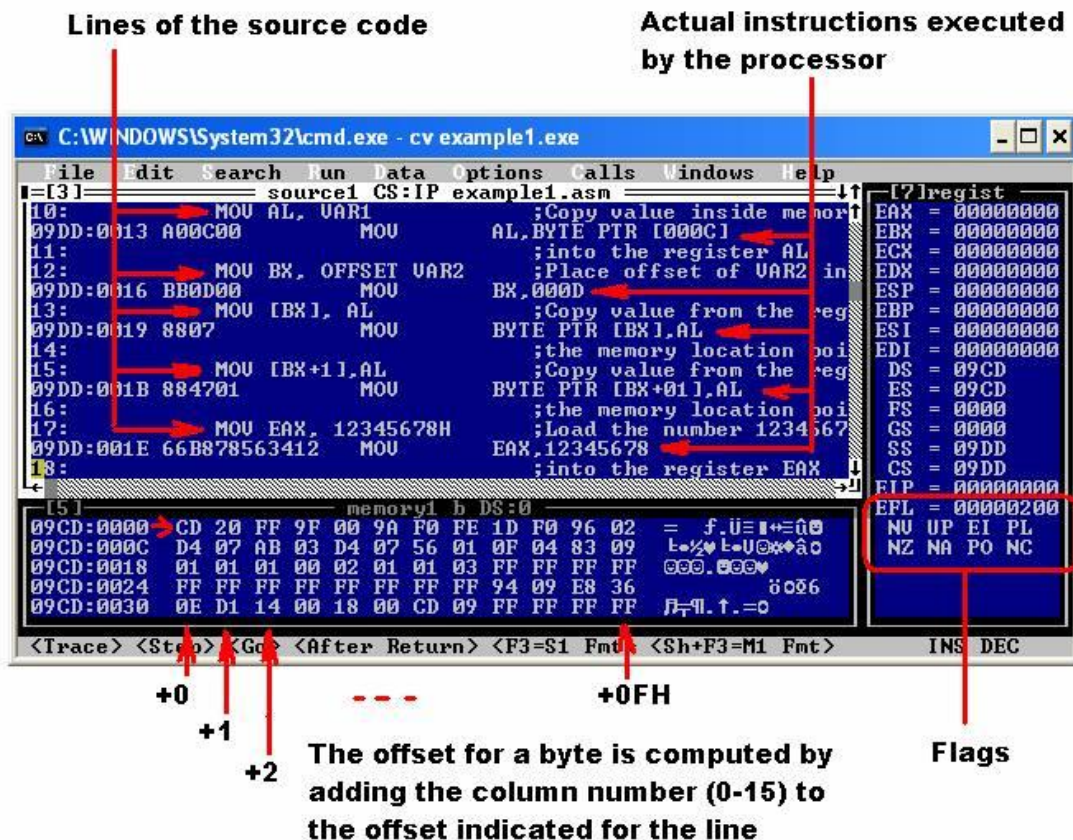 Lines of the source code
Actual instructions executed
by the processor
C:\WINDOWS\System32\cmd.exe - cv example1.exe
File Edit Search Run Data Options Calls Windows Help
[3] source1 CS:IP example1.asm
10: MOV AL, VAR1 ;Copy value inside memor
09DD:0013 A00C00 MOV AL,BYTE PTR [000C]
11: ;into the register AL
12: MOV BX, OFFSET VAR2 ;Place offset of VAR2 in
09DD:0016 BB0D00 MOV BX,000D
13: MOV [BX], AL ;Copy value from the reg
09DD:0019 8807 MOV BYTE PTR [BX],AL
14: ;the memory location poi
15: MOV [BX+1],AL ;Copy value from the reg
09DD:001B 884701 MOV BYTE PTR [BX+01],AL
16: ;the memory location poi
17: MOV EAX, 12345678H ;Load the number 1234567
09DD:001E 66B878563412 MOV EAX,12345678
18: ;into the register EAX
[7]regist
EAX = 00000000
EBX = 00000000
ECX = 00000000
EDX = 00000000
ESP = 00000000
EBP = 00000000
ESI = 00000000
EDI = 00000000
DS = 09CD
ES = 09CD
FS = 0000
GS = 0000
SS = 09DD
CS = 09DD
EIP = 00000000
EFL = 00000200
NV UP EI PL
NZ NA PO NC
[5] memory1 b DS:0
09CD:0000 CD 20 FF 9F 00 9A F0 FE 1D F0 96 02
09CD:000C D4 07 AB 03 D4 07 56 01 0F 04 83 09
09CD:0018 01 01 01 00 02 01 01 03 FF FF FF FF
09CD:0024 FF FF FF FF FF FF FF FF 94 09 E8 36
09CD:0030 0E D1 14 00 18 00 CD 09 FF FF FF FF
<Trace> <Step> <Go> <After Return> <F3=S1 Fmt> <Sh+F3=M1 Fmt> INS DEC
+0
+1
+2
- - -
+0FH
The offset for a byte is computed by
adding the column number (0-15) to
the offset indicated for the line
Flags